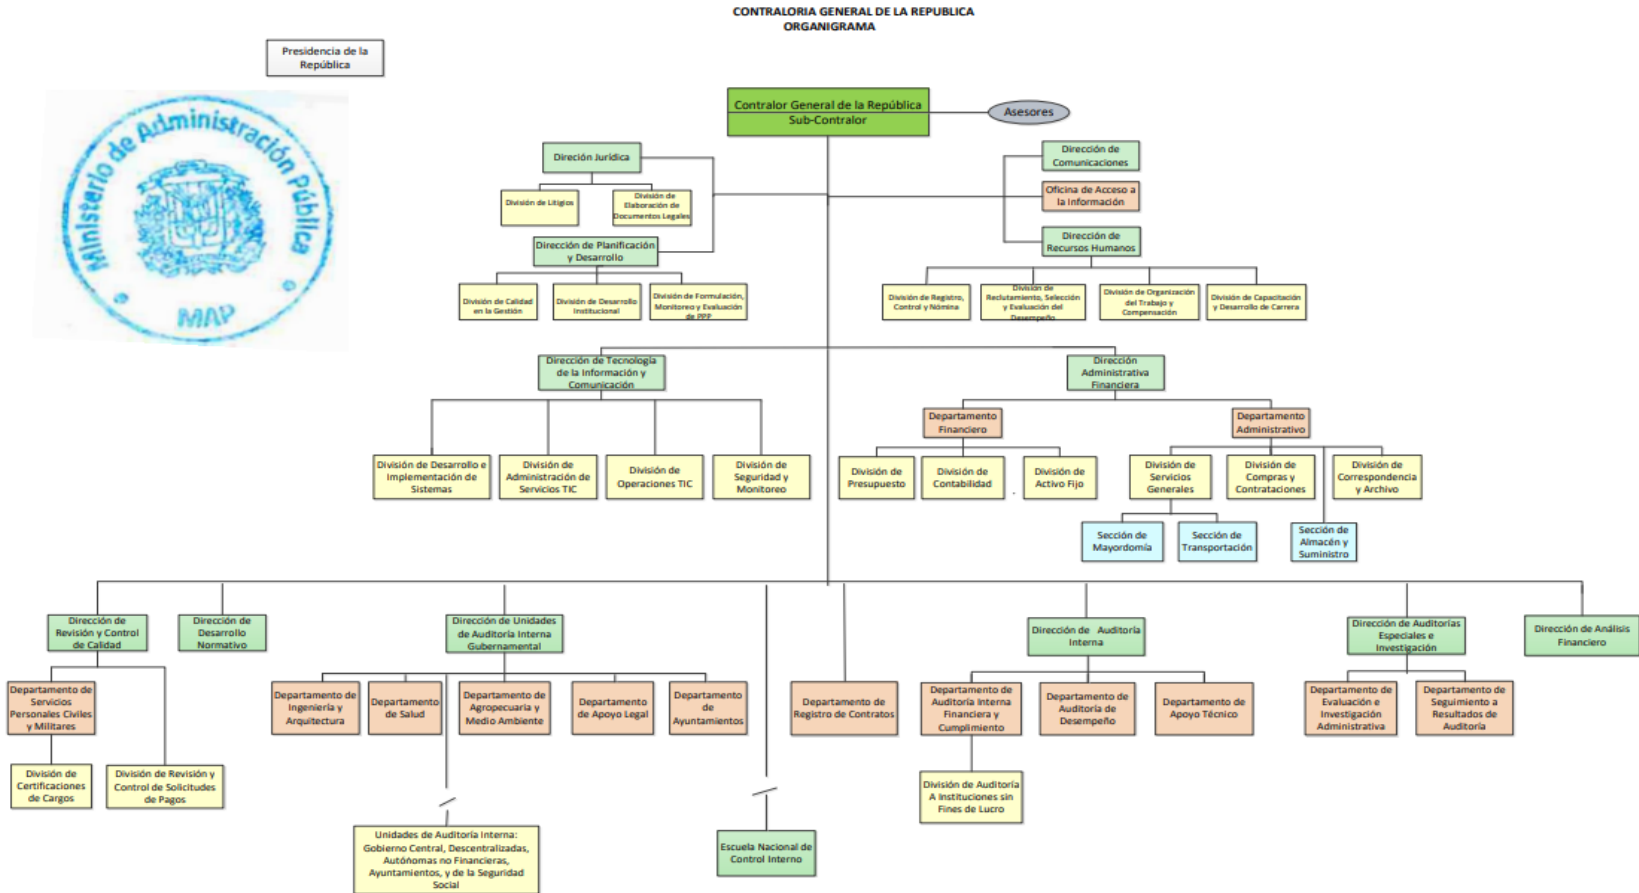 CONTRALORIA GENERAL DE LA REPUBLICA
ORGANIGRAMA
Presidencia de la
República
Ministerio de Administración Pública
MAP
Contralor General de la República
Sub-Contralor
Asesores
Direción Jurídica
División de Litigios
División de
Elaboración de
Documentos Legales
Dirección de Planificación
y Desarrollo
División de Calidad
en la Gestión
División de Desarrollo
Institucional
División de Formulación,
Monitoreo y Evaluación
de PPP
Dirección de
Comunicaciones
Oficina de Acceso a
la Información
Dirección de
Recursos Humanos
División de Registro,
Control y Nómina
División de
Reclutamiento, Selección
y Evaluación del
Desempeño
División de Organización
del Trabajo y
Compensación
División de Capacitación
y Desarrollo de Carrera
Dirección de Tecnología
de la Información y
Comunicación
División de Desarrollo e
Implementación de
Sistemas
División de
Administración de
Servicios TIC
División de
Operaciones TIC
División de
Seguridad y
Monitoreo
Dirección
Administrativa
Financiera
Departamento
Financiero
División de
Presupuesto
División de
Contabilidad
División de
Activo Fijo
Departamento
Administrativo
División de
Servicios
Generales
División de
Compras y
Contrataciones
División de
Correspondencia
y Archivo
Sección de
Mayordomía
Sección de
Transportación
Sección de
Almacén y
Suministro
Dirección de
Revisión y Control
de Calidad
Departamento de
Servicios
Personales Civiles
y Militares
División de
Certificaciones
de Cargos
División de Revisión y
Control de Solicitudes
de Pagos
Dirección de
Desarrollo
Normativo
Dirección de Unidades
de Auditoría Interna
Gubernamental
Departamento de
Ingeniería y
Arquitectura
Departamento
de Salud
Departamento de
Agropecuaria y
Medio Ambiente
Departamento
de Apoyo Legal
Departamento
de
Ayuntamientos
Unidades de Auditoría Interna:
Gobierno Central, Descentralizadas,
Autónomas no Financieras,
Ayuntamientos, y de la Seguridad
Social
Escuela Nacional de
Control Interno
Departamento de
Registro de Contratos
Dirección de Auditoría
Interna
Departamento de
Auditoría Interna
Financiera y
Cumplimiento
Departamento de
Auditoría de
Desempeño
Departamento de
Apoyo Técnico
División de Auditoría
A Instituciones sin
Fines de Lucro
Dirección de Auditorías
Especiales e
Investigación
Departamento de
Evaluación e
Investigación
Administrativa
Departamento de
Seguimiento a
Resultados de
Auditoría
Dirección de Análisis
Financiero